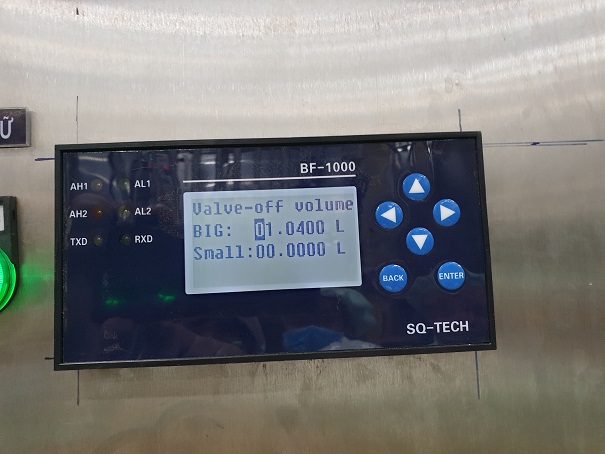 Ữ
BF-1000
AH1 AL1
AH2 AL2
TXD RXD
Valve-off volume
BIG: 01.0400 L
Small:00.0000 L
BACK ENTER
SQ-TECH